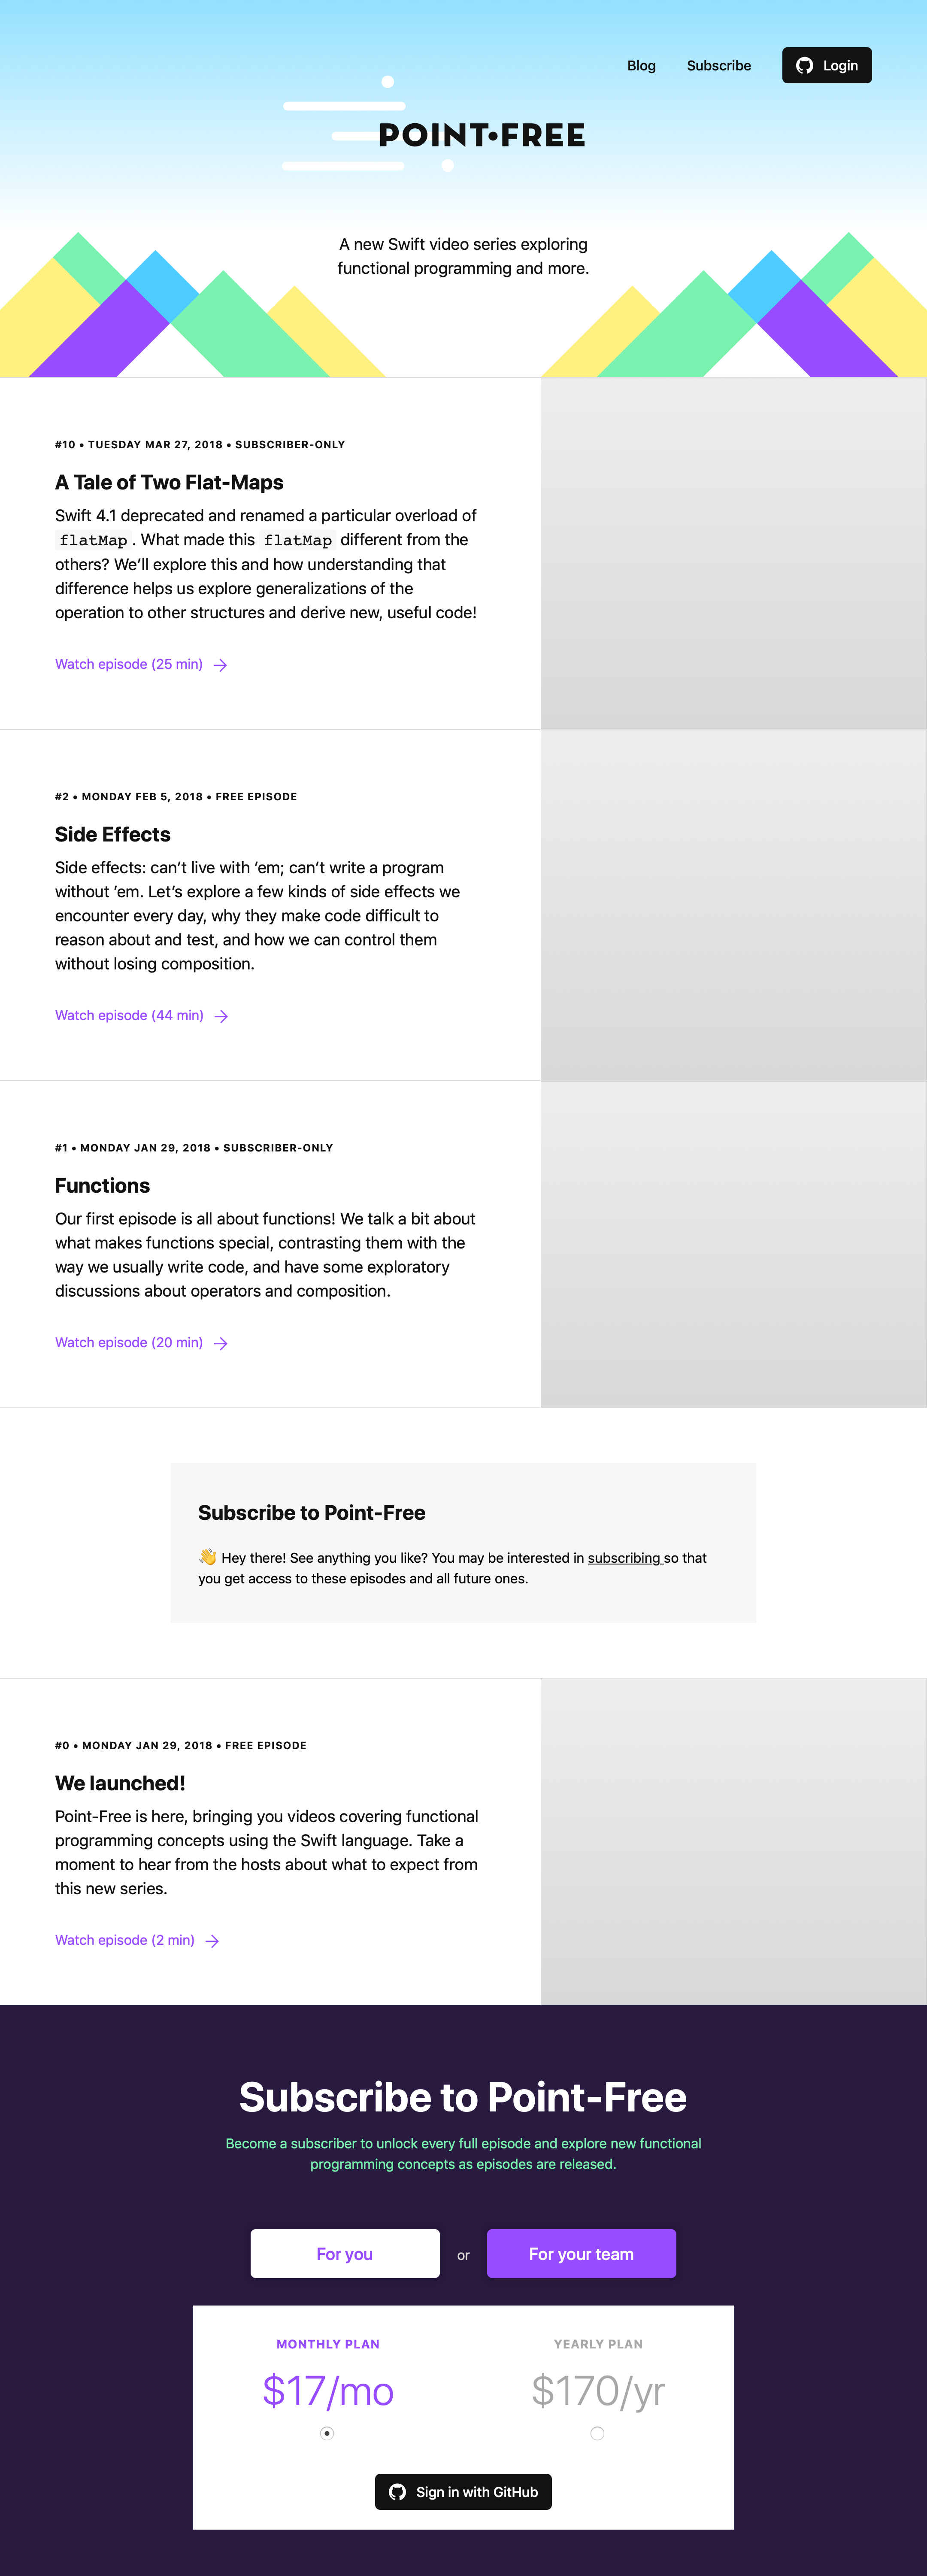 Blog Subscribe Login
POINT•FREE
A new Swift video series exploring
functional programming and more.
#10 • TUESDAY MAR 27, 2018 • SUBSCRIBER-ONLY
A Tale of Two Flat-Maps
Swift 4.1 deprecated and renamed a particular overload of
flatMap. What made this flatMap different from the
others? We’ll explore this and how understanding that
difference helps us explore generalizations of the
operation to other structures and derive new, useful code!
Watch episode (25 min) →
#2 • MONDAY FEB 5, 2018 • FREE EPISODE
Side Effects
Side effects: can’t live with ’em; can’t write a program
without ’em. Let’s explore a few kinds of side effects we
encounter every day, why they make code difficult to
reason about and test, and how we can control them
without losing composition.
Watch episode (44 min) →
#1 • MONDAY JAN 29, 2018 • SUBSCRIBER-ONLY
Functions
Our first episode is all about functions! We talk a bit about
what makes functions special, contrasting them with the
way we usually write code, and have some exploratory
discussions about operators and composition.
Watch episode (20 min) →
Subscribe to Point-Free
👋 Hey there! See anything you like? You may be interested in subscribing so that
you get access to these episodes and all future ones.
#0 • MONDAY JAN 29, 2018 • FREE EPISODE
We launched!
Point-Free is here, bringing you videos covering functional
programming concepts using the Swift language. Take a
moment to hear from the hosts about what to expect from
this new series.
Watch episode (2 min) →
Subscribe to Point-Free
Become a subscriber to unlock every full episode and explore new functional
programming concepts as episodes are released.
For you or For your team
MONTHLY PLAN YEARLY PLAN
$17/mo $170/yr
Sign in with GitHub